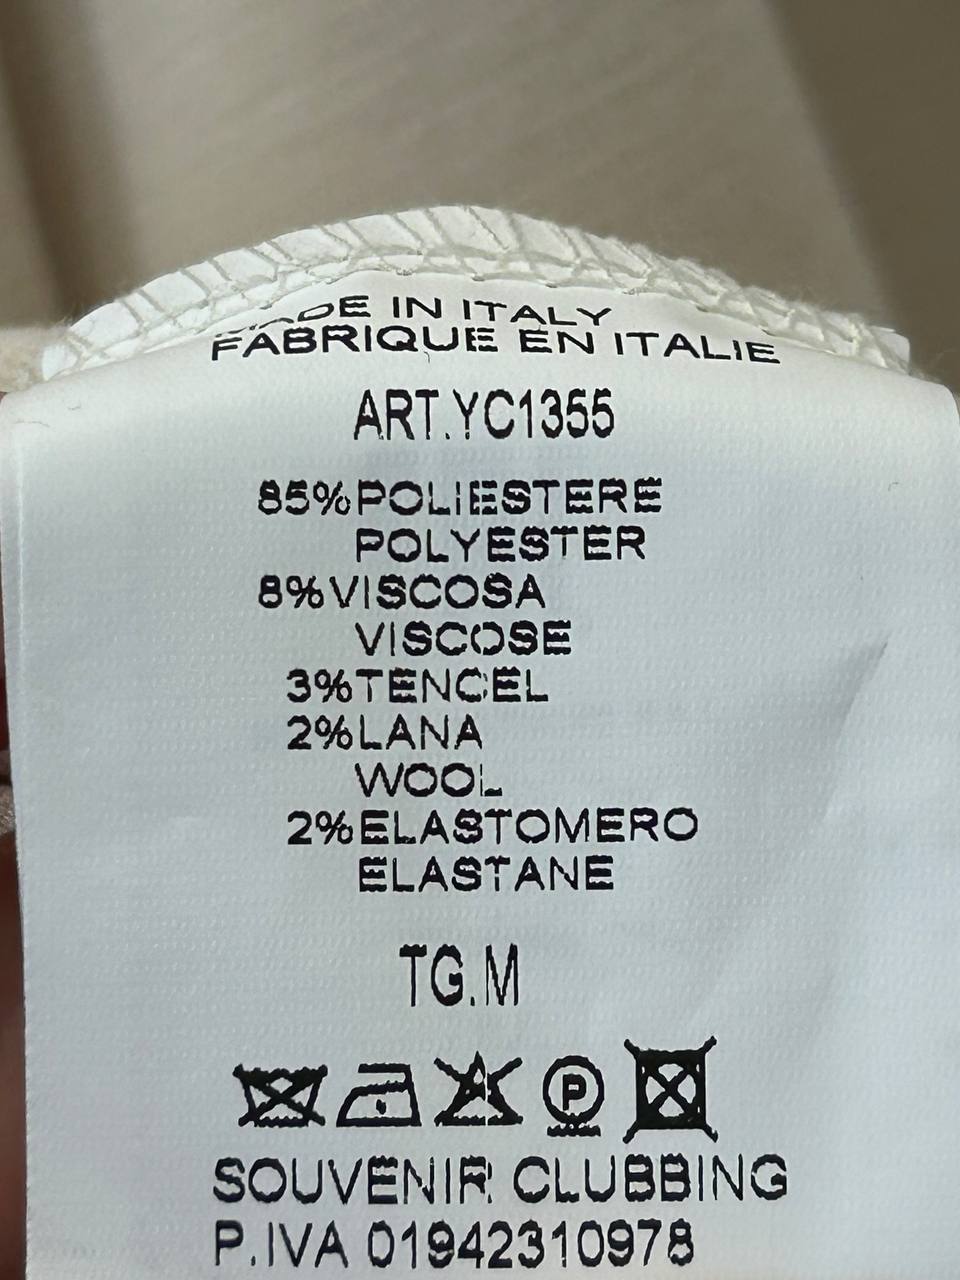 MADE IN ITALY
FABRIQUE EN ITALIE
ART.YC1355
85%POLIESTERE
POLYESTER
8%VISCOSA
VISCOSE
3%TENCEL
2%LANA
WOOL
2%ELASTOMERO
ELASTANE
TG.M
P
SOUVENIR CLUBBING
P.IVA 01942310978